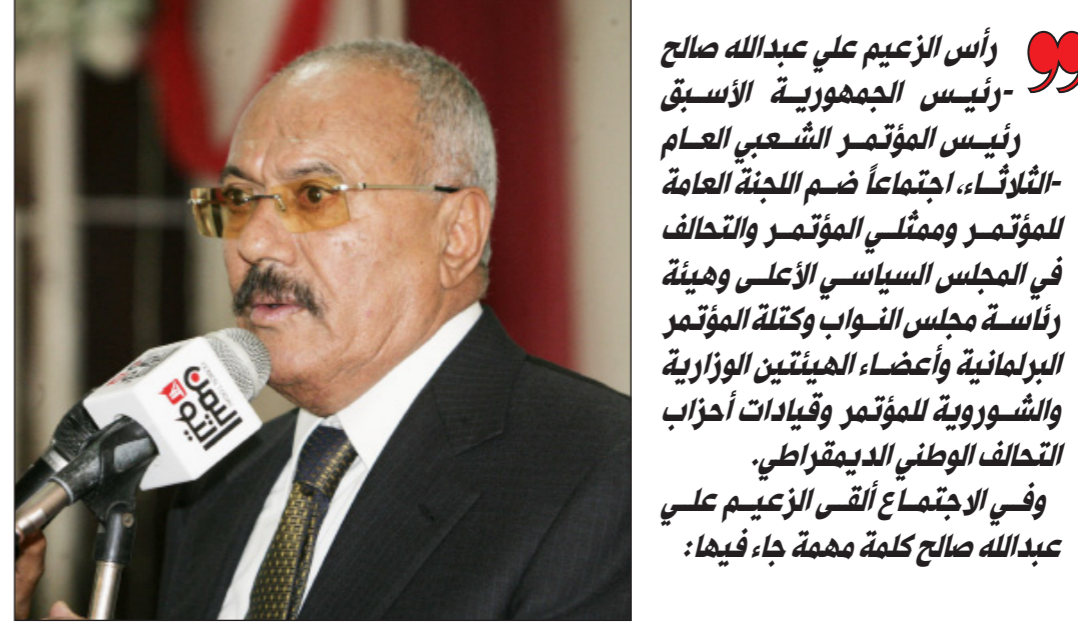 رأس الزعيم علي عبدالله صالح
-رئيس الجمهورية الأسبق
رئيس المؤتمر الشعبي العام
-الثلاثاء، اجتماعاً ضم اللجنة العامة
للمؤتمر وممثلي المؤتمر والتحالف
في المجلس السياسي الأعلى وهيئة
رئاسة مجلس النواب وكتلة المؤتمر
البرلمانية وأعضاء الهيئتين الوزارية
والشوروية للمؤتمر وقيادات أحزاب
التحالف الوطني الديمقراطي.
وفي الاجتماع ألقى الزعيم علي
عبدالله صالح كلمة مهمة جاء فيها:
اليمن